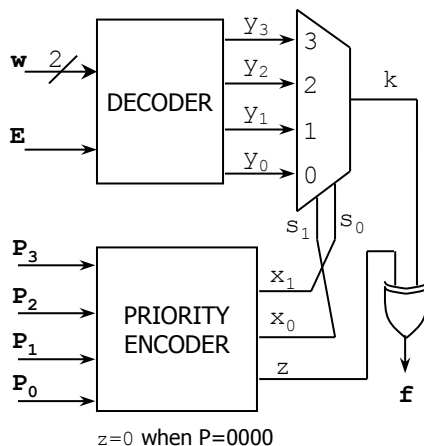 w
2
E
DECODER
y₃
y₂
y₁
y₀
3
2
1
0
k
s₁
s₀
P₃
P₂
P₁
P₀
PRIORITY
ENCODER
x₁
x₀
z
f
z=0 when P=0000